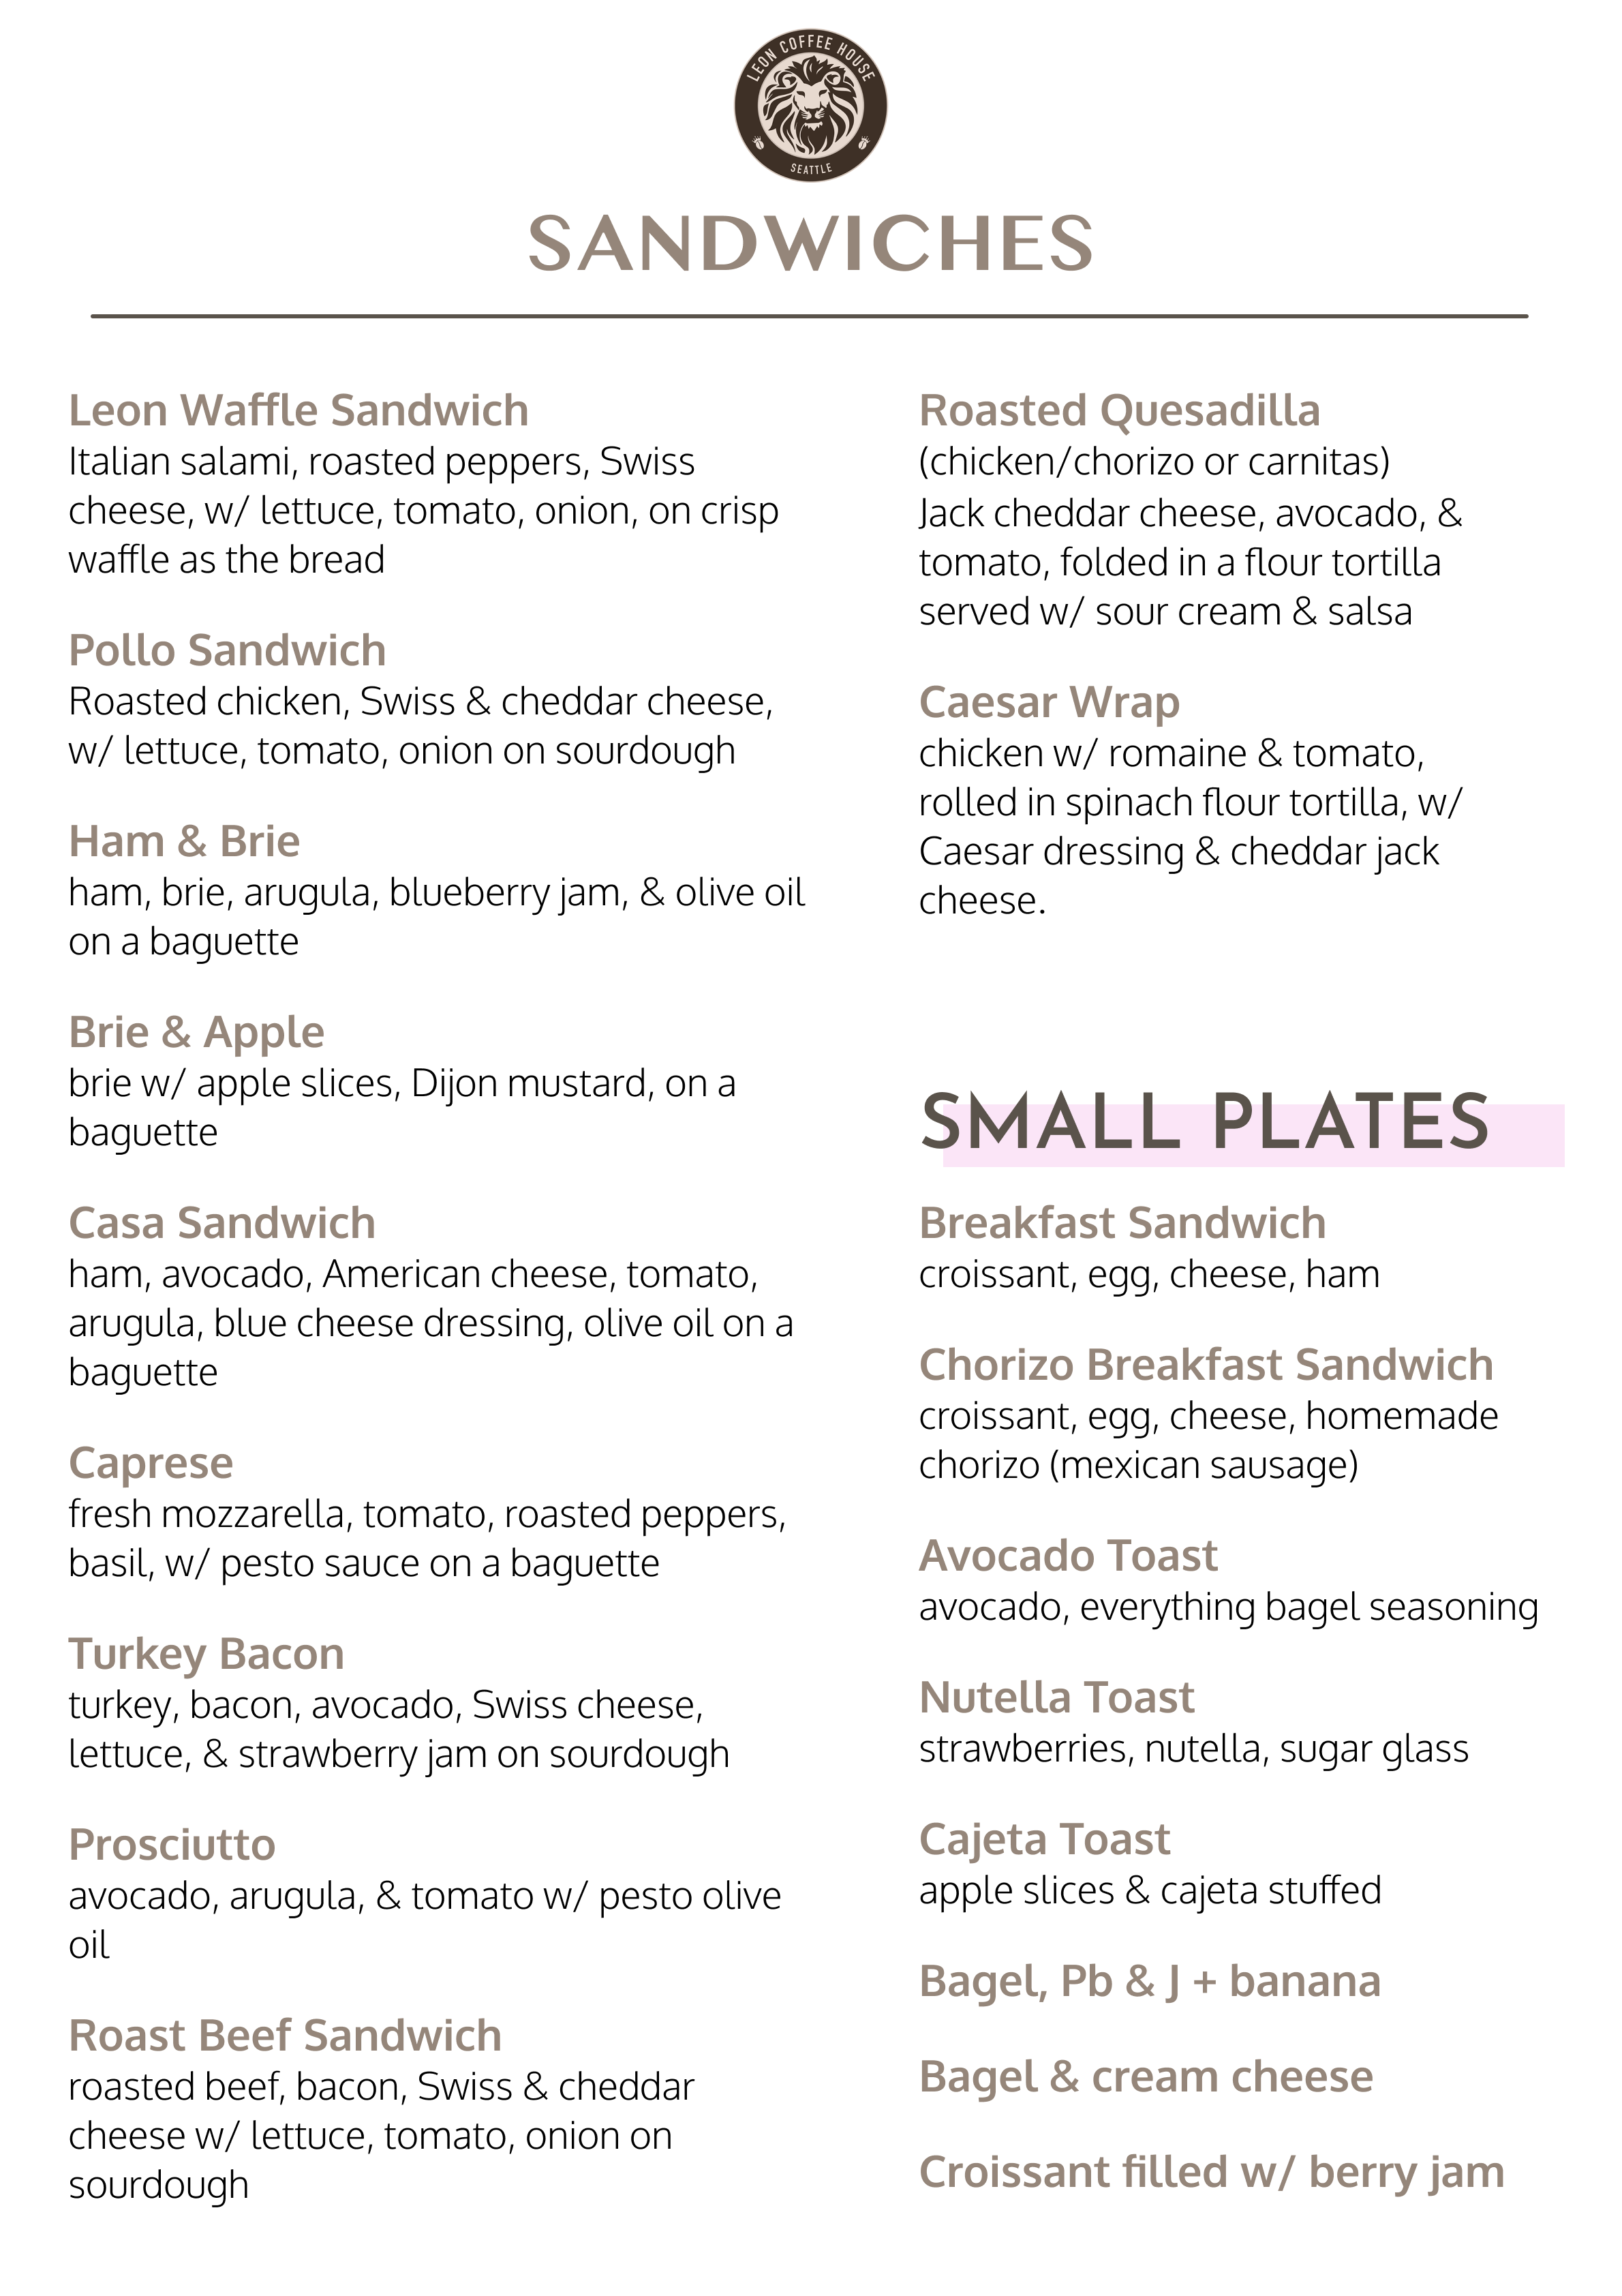 LEON COFFEE HOUSE
SEATTLE
SANDWICHES
Leon Waffle Sandwich
Italian salami, roasted peppers, Swiss
cheese, w/ lettuce, tomato, onion, on crisp
waffle as the bread
Pollo Sandwich
Roasted chicken, Swiss & cheddar cheese,
w/ lettuce, tomato, onion on sourdough
Ham & Brie
ham, brie, arugula, blueberry jam, & olive oil
on a baguette
Brie & Apple
brie w/ apple slices, Dijon mustard, on a
baguette
Casa Sandwich
ham, avocado, American cheese, tomato,
arugula, blue cheese dressing, olive oil on a
baguette
Caprese
fresh mozzarella, tomato, roasted peppers,
basil, w/ pesto sauce on a baguette
Turkey Bacon
turkey, bacon, avocado, Swiss cheese,
lettuce, & strawberry jam on sourdough
Prosciutto
avocado, arugula, & tomato w/ pesto olive
oil
Roast Beef Sandwich
roasted beef, bacon, Swiss & cheddar
cheese w/ lettuce, tomato, onion on
sourdough
Roasted Quesadilla
(chicken/chorizo or carnitas)
Jack cheddar cheese, avocado, &
tomato, folded in a flour tortilla
served w/ sour cream & salsa
Caesar Wrap
chicken w/ romaine & tomato,
rolled in spinach flour tortilla, w/
Caesar dressing & cheddar jack
cheese.
SMALL PLATES
Breakfast Sandwich
croissant, egg, cheese, ham
Chorizo Breakfast Sandwich
croissant, egg, cheese, homemade
chorizo (mexican sausage)
Avocado Toast
avocado, everything bagel seasoning
Nutella Toast
strawberries, nutella, sugar glass
Cajeta Toast
apple slices & cajeta stuffed
Bagel, Pb & J + banana
Bagel & cream cheese
Croissant filled w/ berry jam